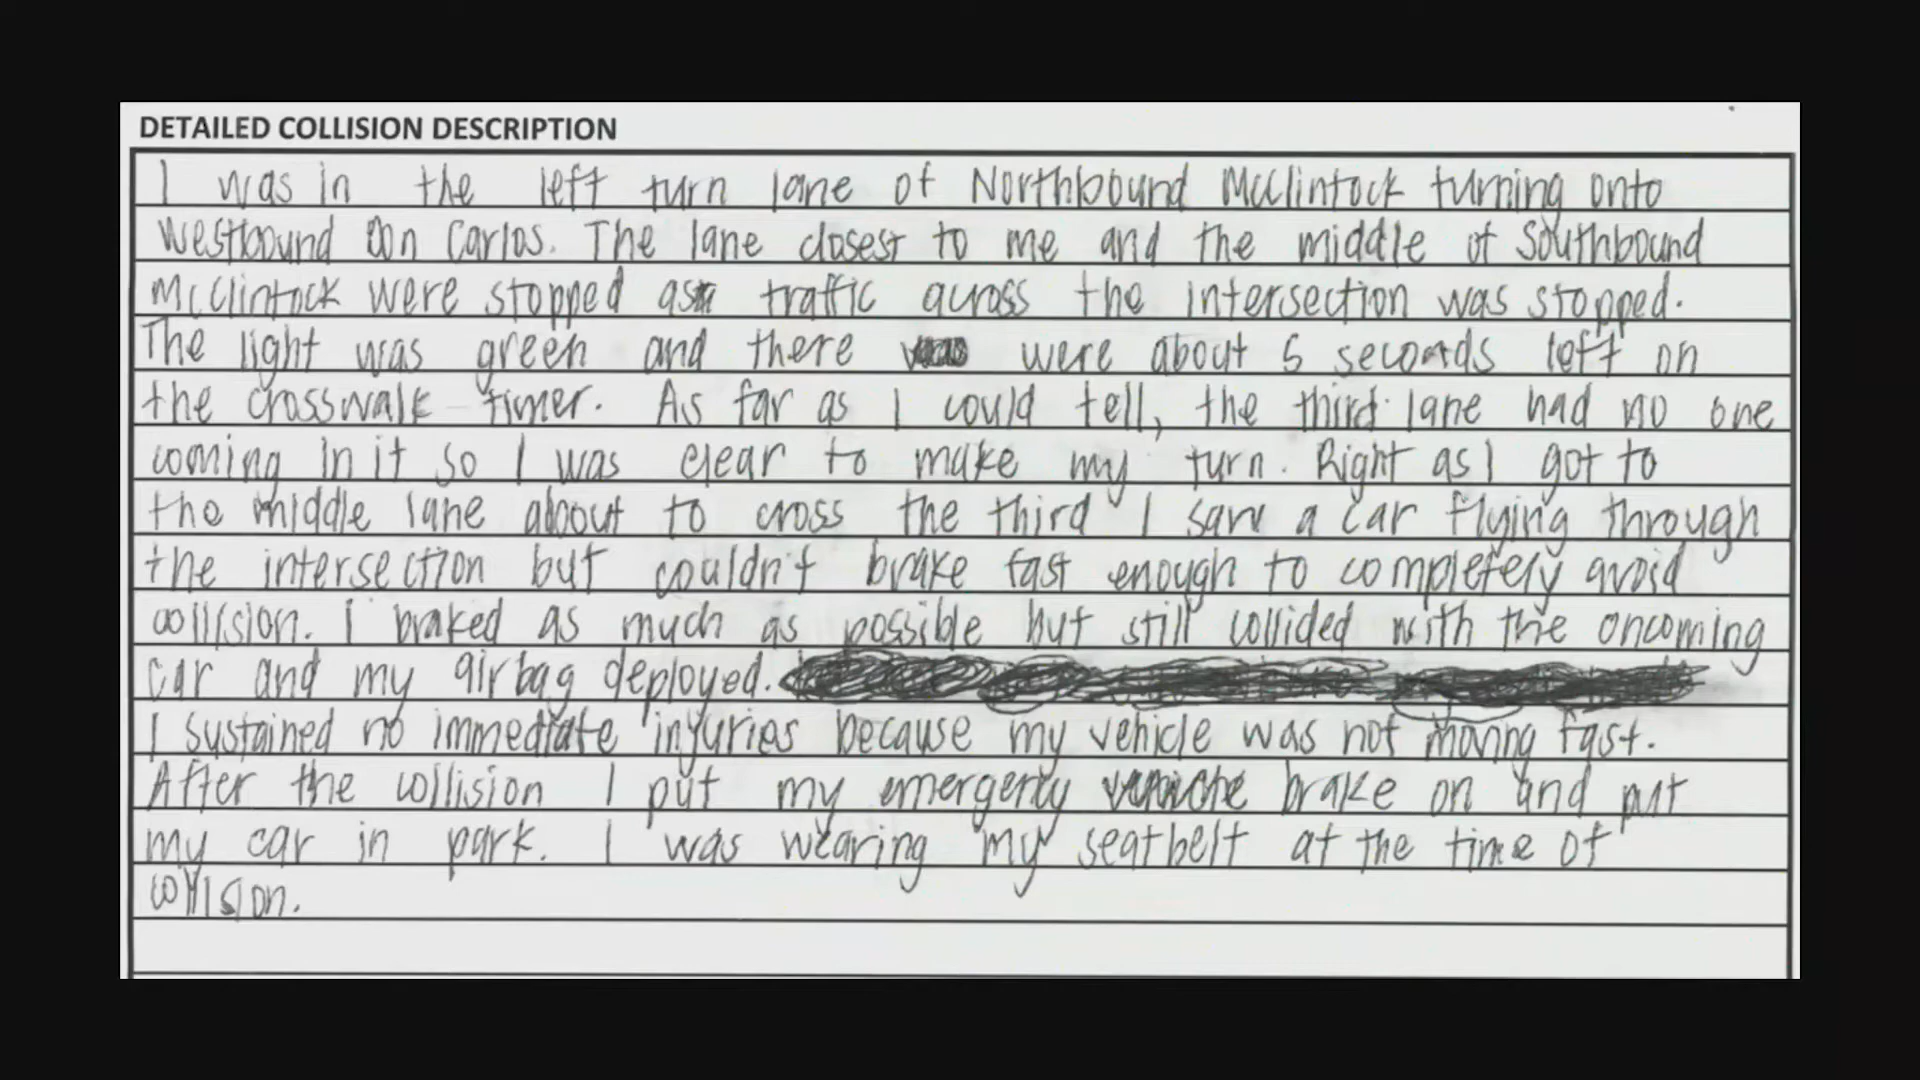 DETAILED COLLISION DESCRIPTION
I was in the left turn lane of Northbound McClintock turning onto
westbound Don Carlos. The lane closest to me and the middle of Southbound
McClintock were stopped as traffic across the intersection was stopped.
The light was green and there were about 5 seconds left on
the crosswalk timer. As far as I could tell, the third lane had no one
coming in it so I was clear to make my turn. Right as I got to
the middle lane about to cross the third I saw a car flying through
the intersection but couldn't brake fast enough to completely avoid
collision. I braked as much as possible but still collided with the oncoming
car and my airbag deployed.
I sustained no immediate injuries because my vehicle was not moving fast.
After the collision I put my emergency brake on and put
my car in park. I was wearing my seatbelt at the time of
collision.